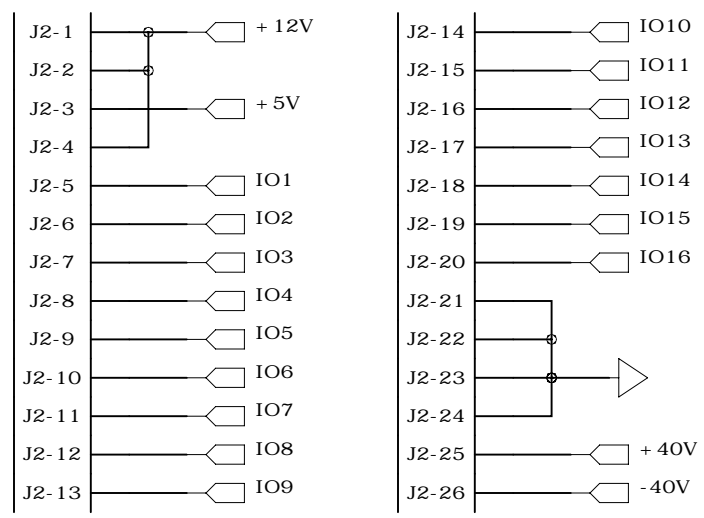 J2-1 +12V
J2-2
J2-3 +5V
J2-4
J2-5 IO1
J2-6 IO2
J2-7 IO3
J2-8 IO4
J2-9 IO5
J2-10 IO6
J2-11 IO7
J2-12 IO8
J2-13 IO9
J2-14 IO10
J2-15 IO11
J2-16 IO12
J2-17 IO13
J2-18 IO14
J2-19 IO15
J2-20 IO16
J2-21
J2-22
J2-23
J2-24
J2-25 +40V
J2-26 -40V